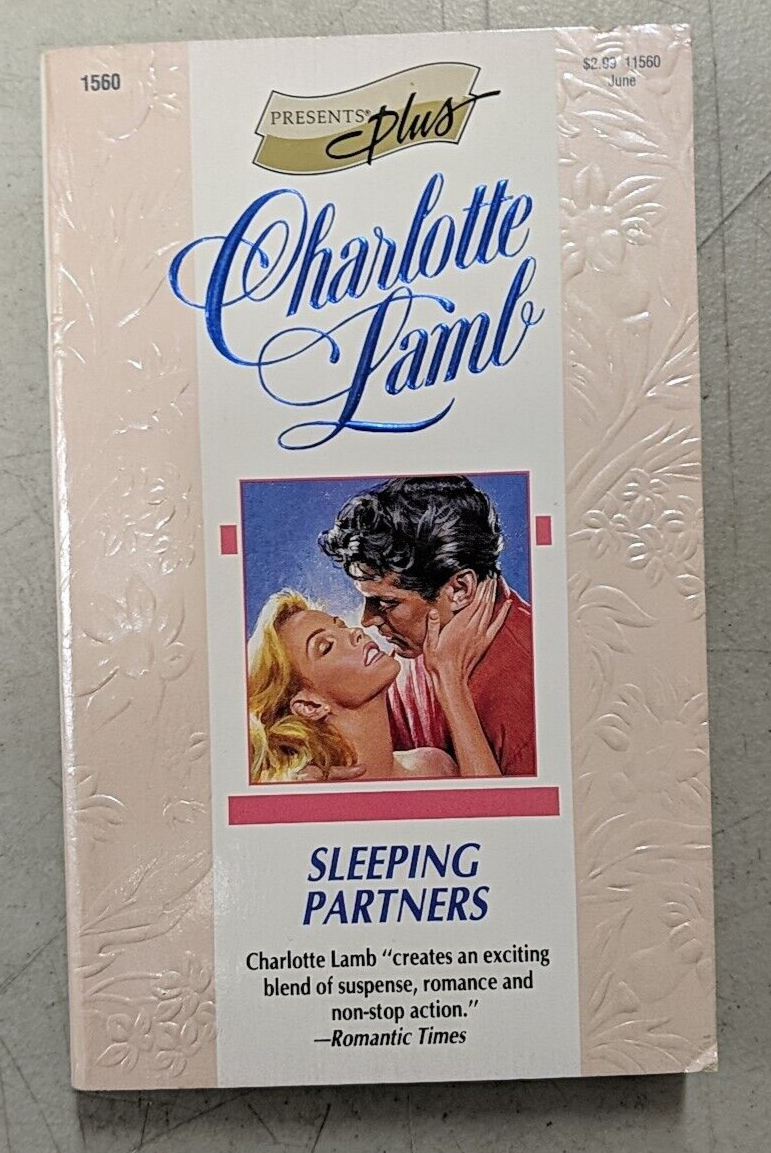 1560
$2.99 11560
June
PRESENTS® plus
Charlotte
Lamb
SLEEPING
PARTNERS
Charlotte Lamb “creates an exciting
blend of suspense, romance and
non-stop action.”
—Romantic Times